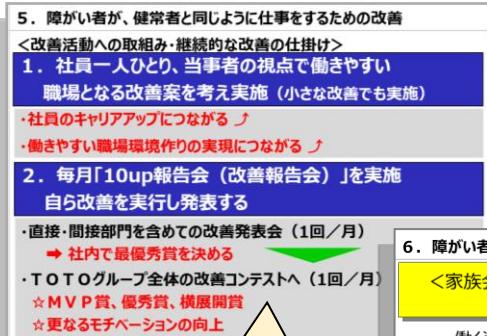 5．障がい者が、健常者と同じように仕事をするための改善
＜改善活動への取組み・継続的な改善の仕掛け＞
1．社員一人ひとり、当事者の視点で働きやすい
職場となる改善案を考え実施（小さな改善でも実施）
・社員のキャリアアップにつながる⤴
・働きやすい職場環境作りの実現につながる⤴
2．毎月「10up報告会（改善報告会）」を実施
自ら改善を実行し発表する
・直接・間接部門を含めての改善発表会（1回／月）
➡ 社内で最優秀賞を決める
・ＴＯＴＯグループ全体の改善コンテストへ（1回／月）
☆ＭＶＰ賞、優秀賞、横展開賞
☆更なるモチベーションの向上
6．障がい者
＜家族会